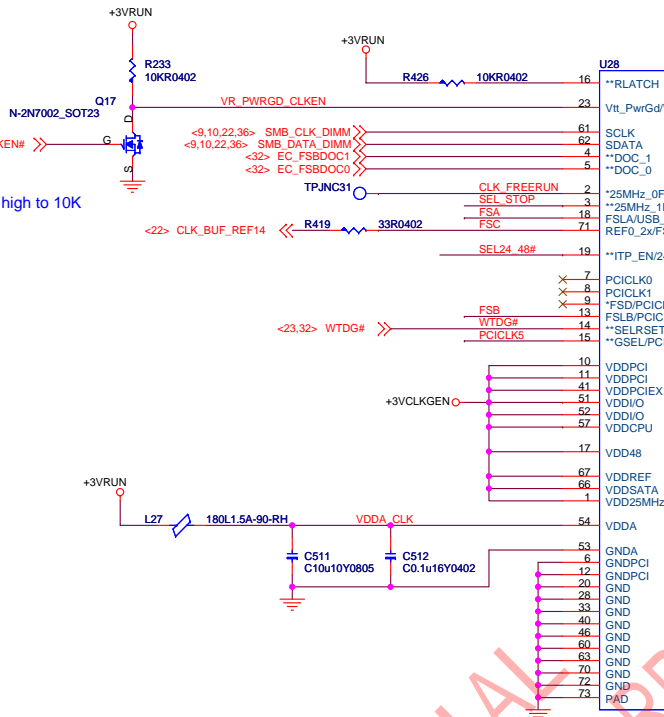 +3VRUN
R233
10KR0402
Q17
N-2N7002_SOT23
D
G
S
KEN#
high to 10K
VR_PWRGD_CLKEN
+3VRUN
R426 10KR0402
U28
16 **RLATCH
23 Vtt_PwrGd/
<9,10,22,36> SMB_CLK_DIMM 61 SCLK
<9,10,22,36> SMB_DATA_DIMM 62 SDATA
<32> EC_FSBDOC1 4 **DOC_1
<32> EC_FSBDOC0 5 **DOC_0
TPJNC31 CLK_FREERUN 2 *25MHz_0F
SEL_STOP 3 **25MHz_1
FSA 18 FSLA/USB_
<22> CLK_BUF_REF14 R419 33R0402 FSC 71 REF0_2x/F
SEL24_48# 19 **ITP_EN/2
7 PCICLK0
8 PCICLK1
9 *FSD/PCIC
FSB 13 FSLB/PCIC
<23,32> WTDG# WTDG# 14 **SELRSET
PCICLK5 15 **GSEL/PC
10 VDDPCI
11 VDDPCI
41 VDDPCIEX
+3VCLKGEN 51 VDDI/O
52 VDDI/O
57 VDDCPU
17 VDD48
67 VDDREF
66 VDDSATA
1 VDD25MHz
+3VRUN
L27 180L1.5A-90-RH VDDA_CLK 54 VDDA
C511
C10u10Y0805
C512
C0.1u16Y0402
53 GNDA
6 GNDPCI
12 GNDPCI
20 GND
28 GND
33 GND
40 GND
46 GND
60 GND
63 GND
70 GND
72 GND
73 PAD